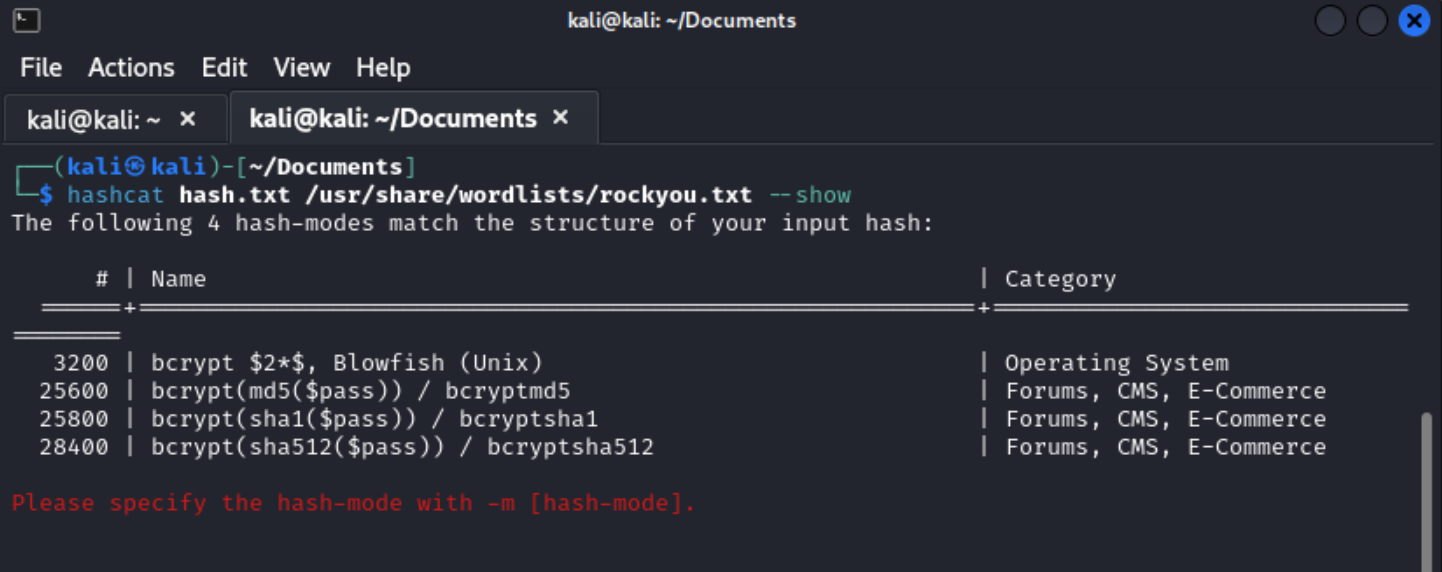 kali@kali: ~/Documents
File Actions Edit View Help
kali@kali: ~ × kali@kali: ~/Documents ×
┌──(kali㉿kali)-[~/Documents]
└─$ hashcat hash.txt /usr/share/wordlists/rockyou.txt --show
The following 4 hash-modes match the structure of your input hash:
# | Name | Category
======+============================================================+==============================
========
3200 | bcrypt $2*$, Blowfish (Unix) | Operating System
25600 | bcrypt(md5($pass)) / bcryptmd5 | Forums, CMS, E-Commerce
25800 | bcrypt(sha1($pass)) / bcryptsha1 | Forums, CMS, E-Commerce
28400 | bcrypt(sha512($pass)) / bcryptsha512 | Forums, CMS, E-Commerce
Please specify the hash-mode with -m [hash-mode].